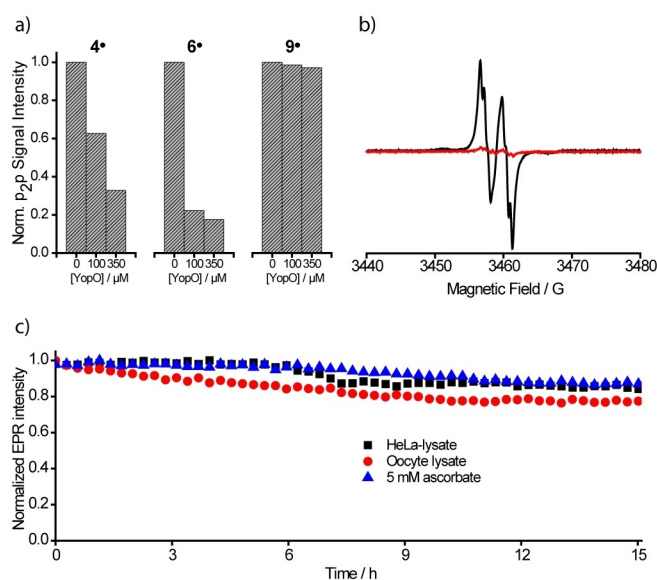 a)
4• 6• 9•
Norm. p₂p Signal Intensity
1.0
0.8
0.6
0.4
0.2
0.0
0 100 350 0 100 350 0 100 350
[YopO] / µM [YopO] / µM [YopO] / µM
b)
3440 3450 3460 3470 3480
Magnetic Field / G
c)
Normalized EPR intensity
1.0
0.8
0.6
0.4
0.2
0.0
HeLa-lysate
Oocyte lysate
5 mM ascorbate
0 3 6 9 12 15
Time / h